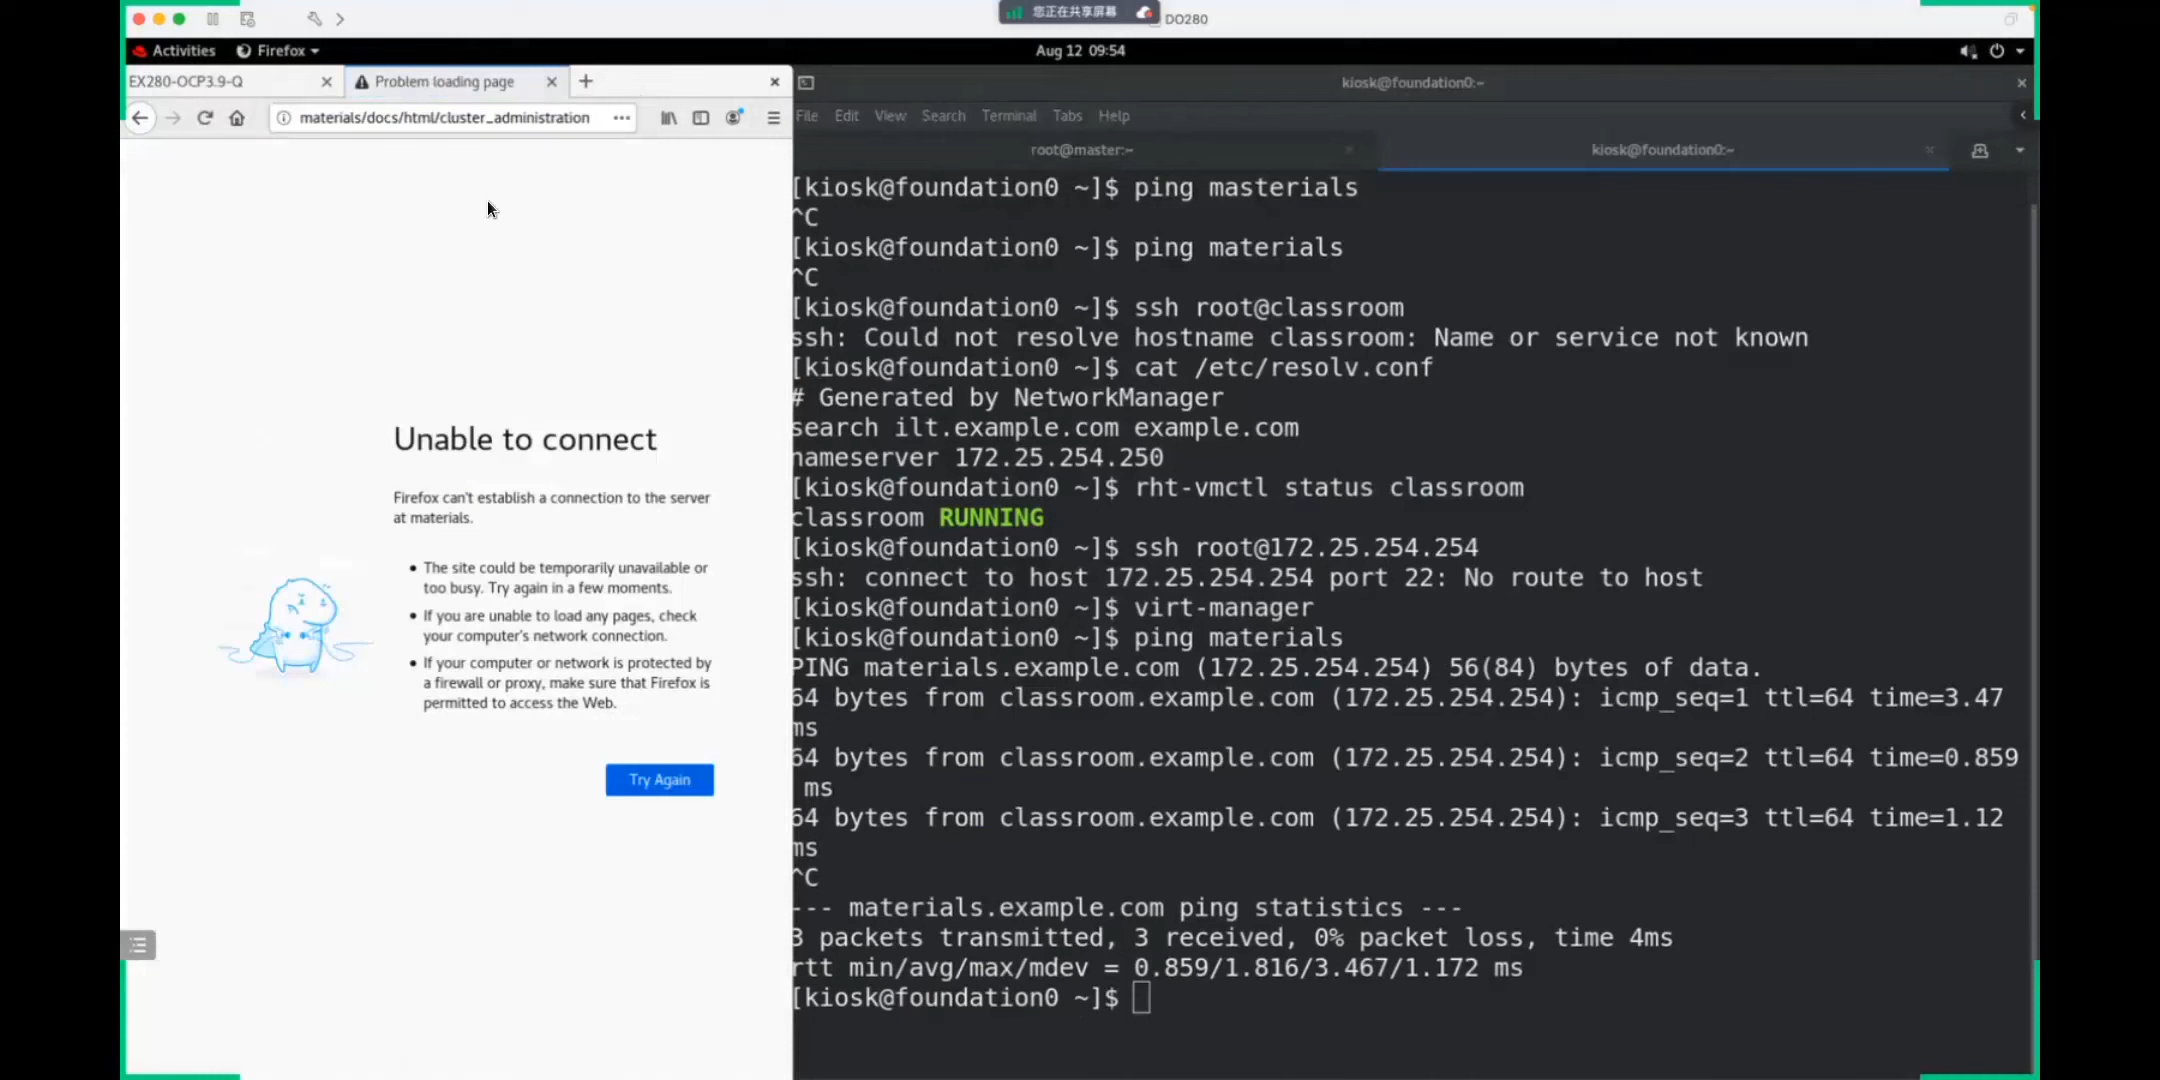 您正在共享屏幕
DO280
Activities
Firefox
Aug 12 09:54
EX280-OCP3.9-Q
Problem loading page
materials/docs/html/cluster_administration
Unable to connect
Firefox can't establish a connection to the server
at materials.
The site could be temporarily unavailable or
too busy. Try again in a few moments.
If you are unable to load any pages, check
your computer's network connection.
If your computer or network is protected by
a firewall or proxy, make sure that Firefox is
permitted to access the Web.
Try Again
kiosk@foundation0:~
File Edit View Search Terminal Tabs Help
root@master:~
kiosk@foundation0:~
[kiosk@foundation0 ~]$ ping masterials
^C
[kiosk@foundation0 ~]$ ping materials
^C
[kiosk@foundation0 ~]$ ssh root@classroom
ssh: Could not resolve hostname classroom: Name or service not known
[kiosk@foundation0 ~]$ cat /etc/resolv.conf
# Generated by NetworkManager
search ilt.example.com example.com
nameserver 172.25.254.250
[kiosk@foundation0 ~]$ rht-vmctl status classroom
classroom RUNNING
[kiosk@foundation0 ~]$ ssh root@172.25.254.254
ssh: connect to host 172.25.254.254 port 22: No route to host
[kiosk@foundation0 ~]$ virt-manager
[kiosk@foundation0 ~]$ ping materials
PING materials.example.com (172.25.254.254) 56(84) bytes of data.
64 bytes from classroom.example.com (172.25.254.254): icmp_seq=1 ttl=64 time=3.47
ms
64 bytes from classroom.example.com (172.25.254.254): icmp_seq=2 ttl=64 time=0.859
ms
64 bytes from classroom.example.com (172.25.254.254): icmp_seq=3 ttl=64 time=1.12
ms
^C
--- materials.example.com ping statistics ---
3 packets transmitted, 3 received, 0% packet loss, time 4ms
rtt min/avg/max/mdev = 0.859/1.816/3.467/1.172 ms
[kiosk@foundation0 ~]$